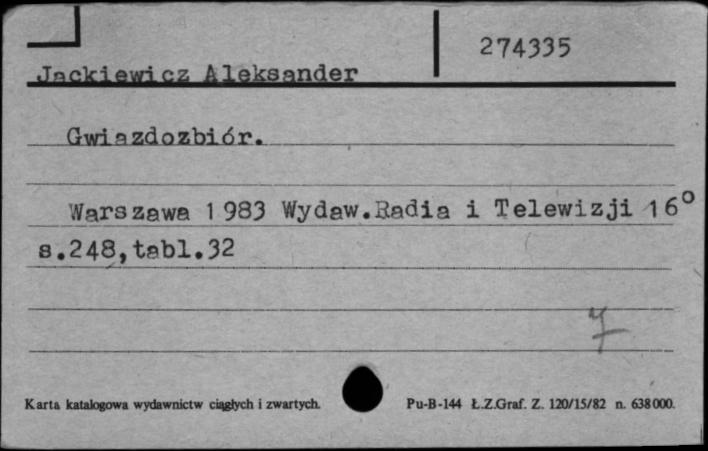 274335
Jackiewicz Aleksander
Gwiazdozbiór.
Warszawa 1983 Wydaw.Radia i Telewizji 16°
s.248,tabl.32
7
Karta katalogowa wydawnictw ciągłych i zwartych. Pu-B-144 Ł.Z.Graf. Z. 120/15/82 n. 638000.